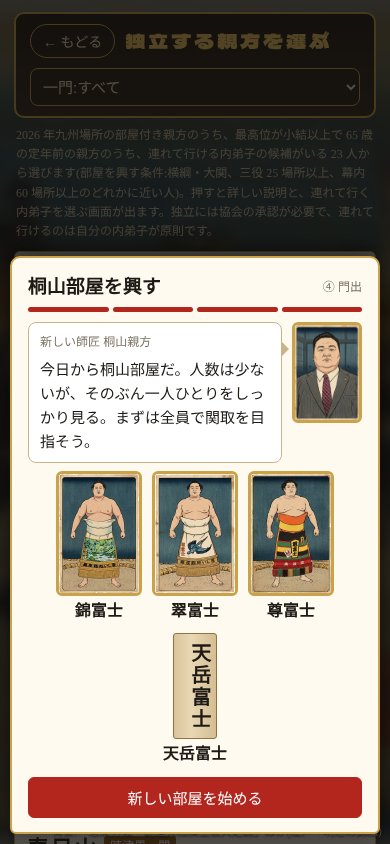 ← もどる
独立する親方を選ぶ
一門:すべて
2026 年九州場所の部屋付き親方のうち、最高位が小結以上で 65 歳
の定年前の親方のうち、連れて行ける内弟子の候補がいる 23 人か
ら選びます(部屋を興す条件:横綱・大関、三役 25 場所以上、幕内
60 場所以上のどれかに近い人)。押すと詳しい説明と、連れて行く
内弟子を選ぶ画面が出ます。独立には協会の承認が必要で、連れて
行けるのは自分の内弟子が原則です。
桐山部屋を興す
④ 門出
新しい師匠 桐山親方
今日から桐山部屋だ。人数は少な
いが、そのぶん一人ひとりをしっ
かり見る。まずは全員で関取を目
指そう。
錦富士
翠富士
尊富士
天岳富士
天岳富士
新しい部屋を始める
春日山